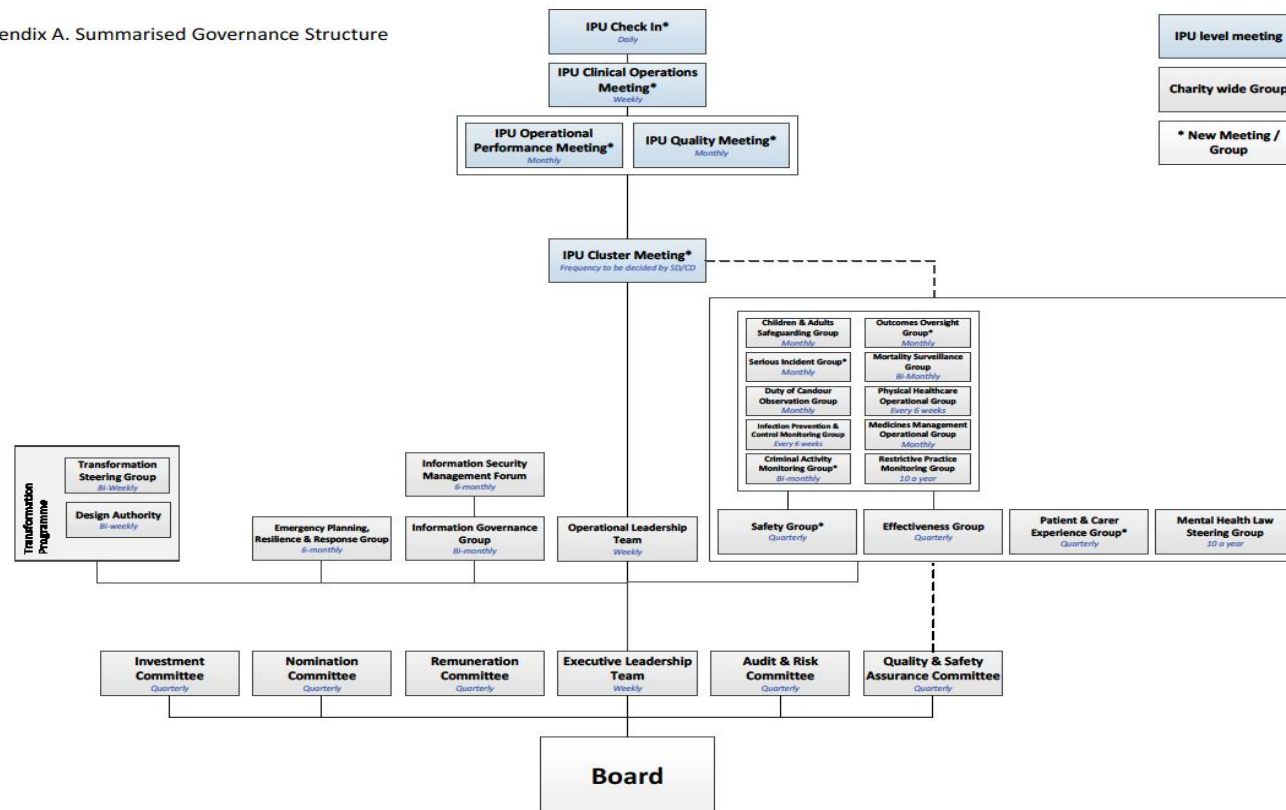 endix A. Summarised Governance Structure
IPU Check In*
Daily
IPU Clinical Operations
Meeting*
Weekly
IPU Operational
Performance Meeting*
Monthly
IPU Quality Meeting*
Monthly
IPU level meeting
Charity wide Group
* New Meeting /
Group
IPU Cluster Meeting*
Frequency to be decided by SD/CD
Children & Adults
Safeguarding Group
Monthly
Outcomes Oversight
Group*
Monthly
Serious Incident Group*
Monthly
Mortality Surveillance
Group
Bi-Monthly
Duty of Candour
Observation Group
Monthly
Physical Healthcare
Operational Group
Every 6 weeks
Infection Prevention &
Control Monitoring Group
Every 6 weeks
Medicines Management
Operational Group
Monthly
Criminal Activity
Monitoring Group*
Bi-monthly
Restrictive Practice
Monitoring Group
10 a year
Transformation
Programme
Transformation
Steering Group
Bi-Weekly
Design Authority
Bi-weekly
Information Security
Management Forum
6-monthly
Emergency Planning,
Resilience & Response Group
6-monthly
Information Governance
Group
Bi-monthly
Operational Leadership
Team
Weekly
Safety Group*
Quarterly
Effectiveness Group
Quarterly
Patient & Carer
Experience Group*
Quarterly
Mental Health Law
Steering Group
10 a year
Investment
Committee
Quarterly
Nomination
Committee
Quarterly
Remuneration
Committee
Quarterly
Executive Leadership
Team
Weekly
Audit & Risk
Committee
Quarterly
Quality & Safety
Assurance Committee
Quarterly
Board